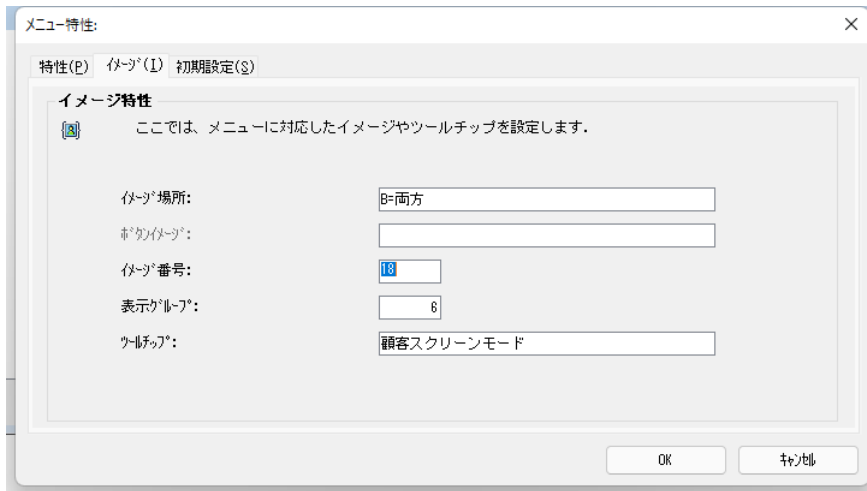 メニュー特性:
特性(P) ｲﾒｰｼﾞ(I) 初期設定(S)
イメージ特性
ここでは、メニューに対応したイメージやツールチップを設定します.
ｲﾒｰｼﾞ場所: B=両方
ﾎﾞﾀﾝｲﾒｰｼﾞ:
ｲﾒｰｼﾞ番号: 18
表示ｸﾞﾙｰﾌﾟ: 6
ﾂｰﾙﾁｯﾌﾟ: 顧客スクリーンモード
OK ｷｬﾝｾﾙ